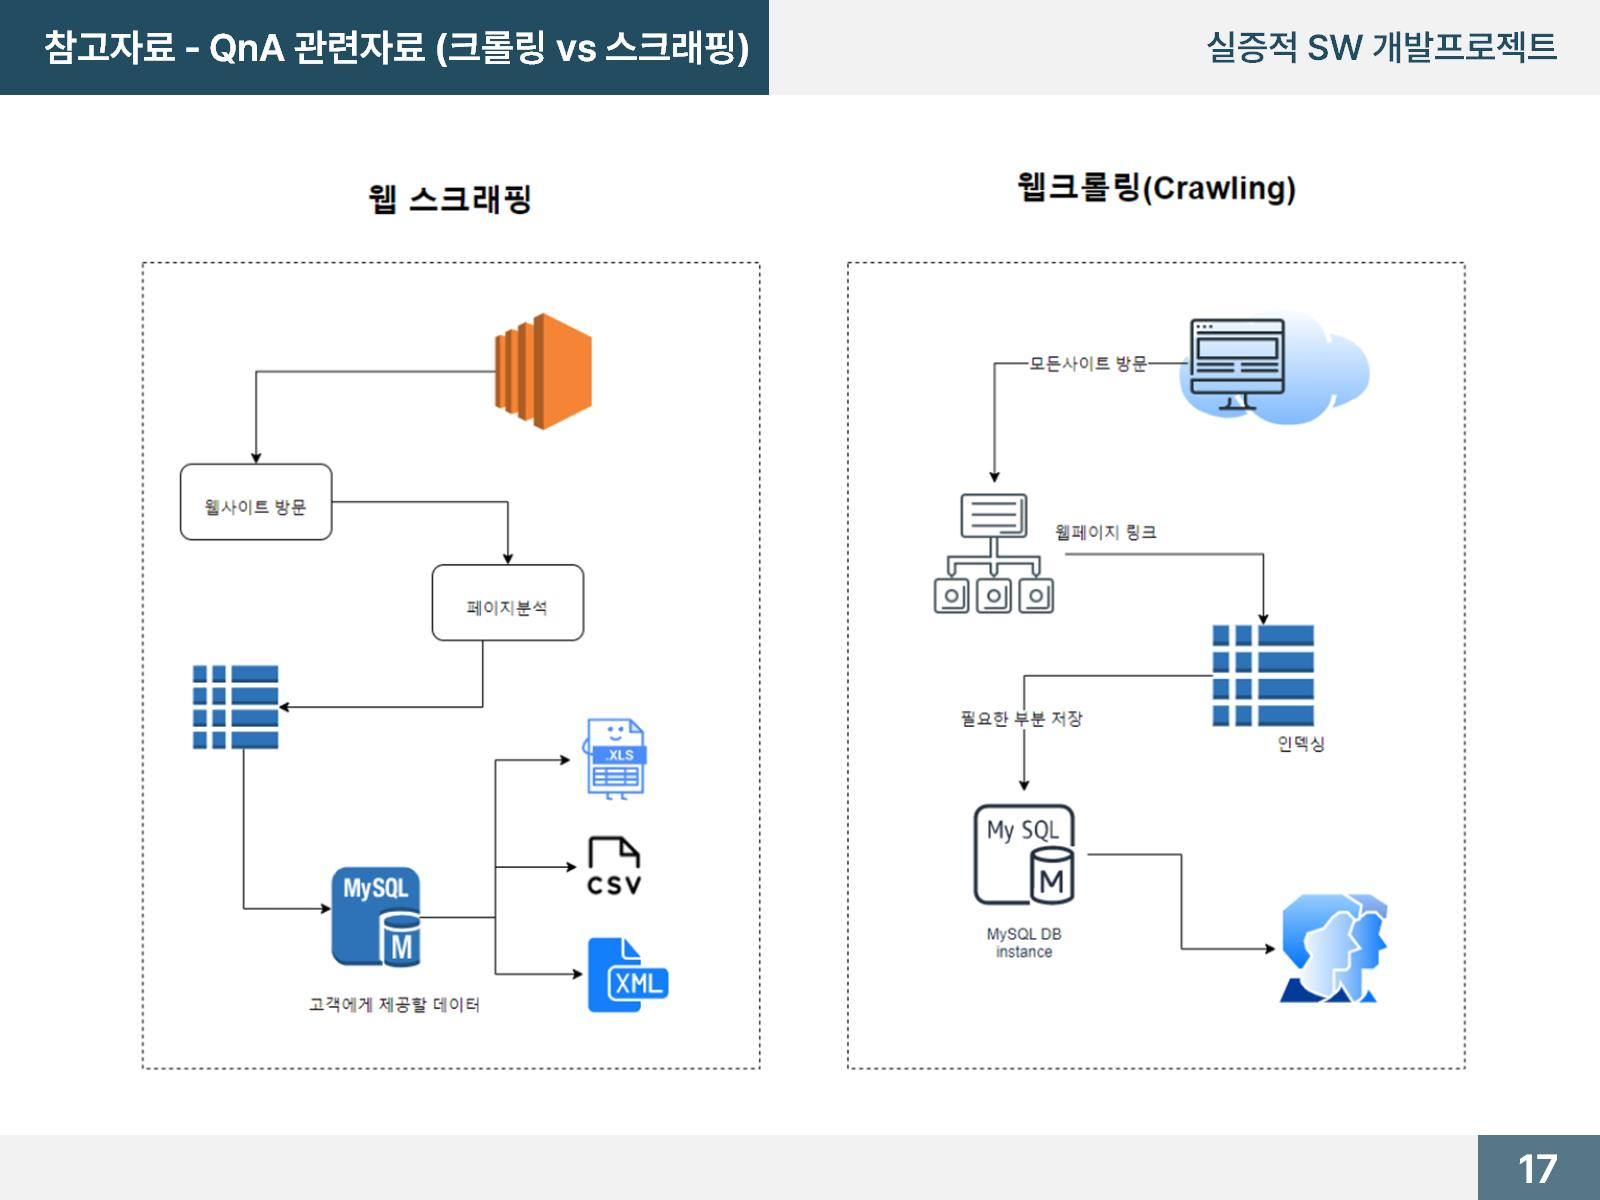 참고자료 - QnA 관련자료 (크롤링 vs 스크래핑)
실증적 SW 개발프로젝트
웹 스크래핑
웹사이트 방문
페이지분석
.XLS
CSV
MySQL
M
XML
고객에게 제공할 데이터
웹크롤링(Crawling)
모든사이트 방문
웹페이지 링크
인덱싱
필요한 부분 저장
My SQL
M
MySQL DB
instance
17